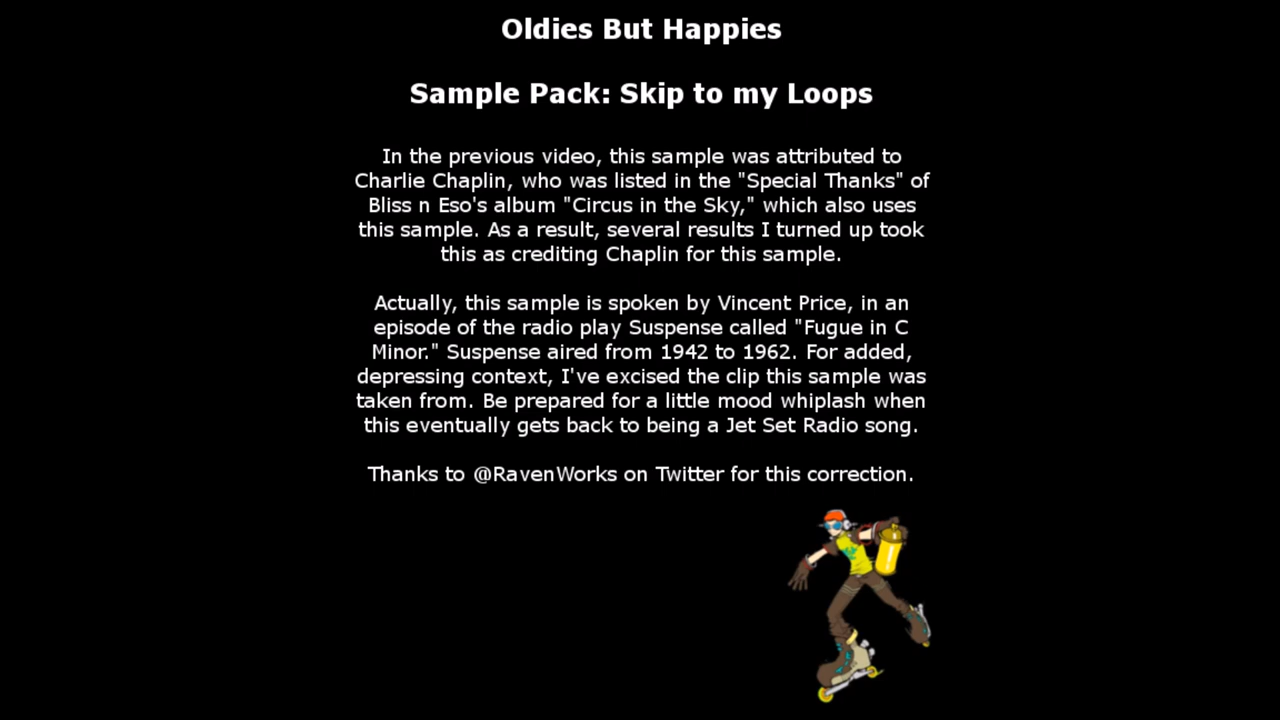 Oldies But Happies
Sample Pack: Skip to my Loops
In the previous video, this sample was attributed to
Charlie Chaplin, who was listed in the "Special Thanks" of
Bliss n Eso's album "Circus in the Sky," which also uses
this sample. As a result, several results I turned up took
this as crediting Chaplin for this sample.
Actually, this sample is spoken by Vincent Price, in an
episode of the radio play Suspense called "Fugue in C
Minor." Suspense aired from 1942 to 1962. For added,
depressing context, I've excised the clip this sample was
taken from. Be prepared for a little mood whiplash when
this eventually gets back to being a Jet Set Radio song.
Thanks to @RavenWorks on Twitter for this correction.